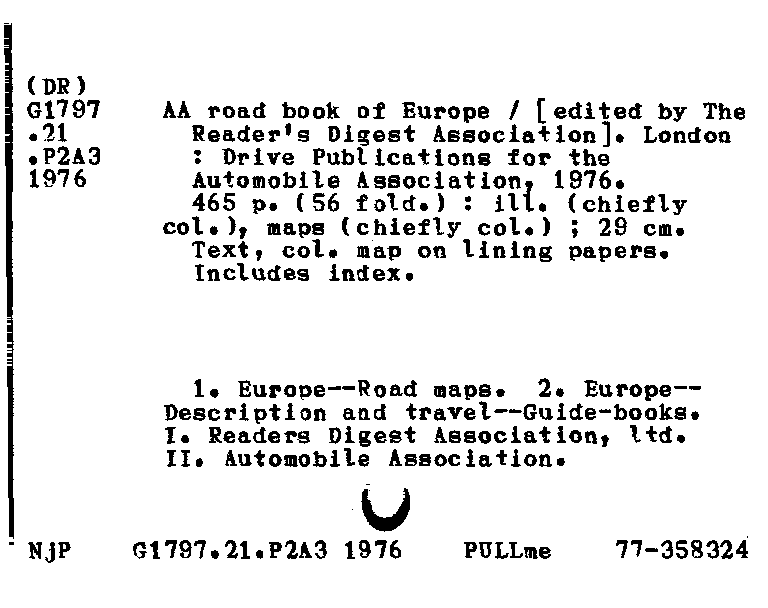 (DR)
G1797 AA road book of Europe / [edited by The
.21 Reader's Digest Association]. London
.P2A3 : Drive Publications for the
1976 Automobile Association, 1976.
465 p. (56 fold.) : ill. (chiefly
col.), maps (chiefly col.) ; 29 cm.
Text, col. map on lining papers.
Includes index.
1. Europe--Road maps. 2. Europe--
Description and travel--Guide-books.
I. Readers Digest Association, ltd.
II. Automobile Association.
NjP G1797.21.P2A3 1976 PULLme 77-358324